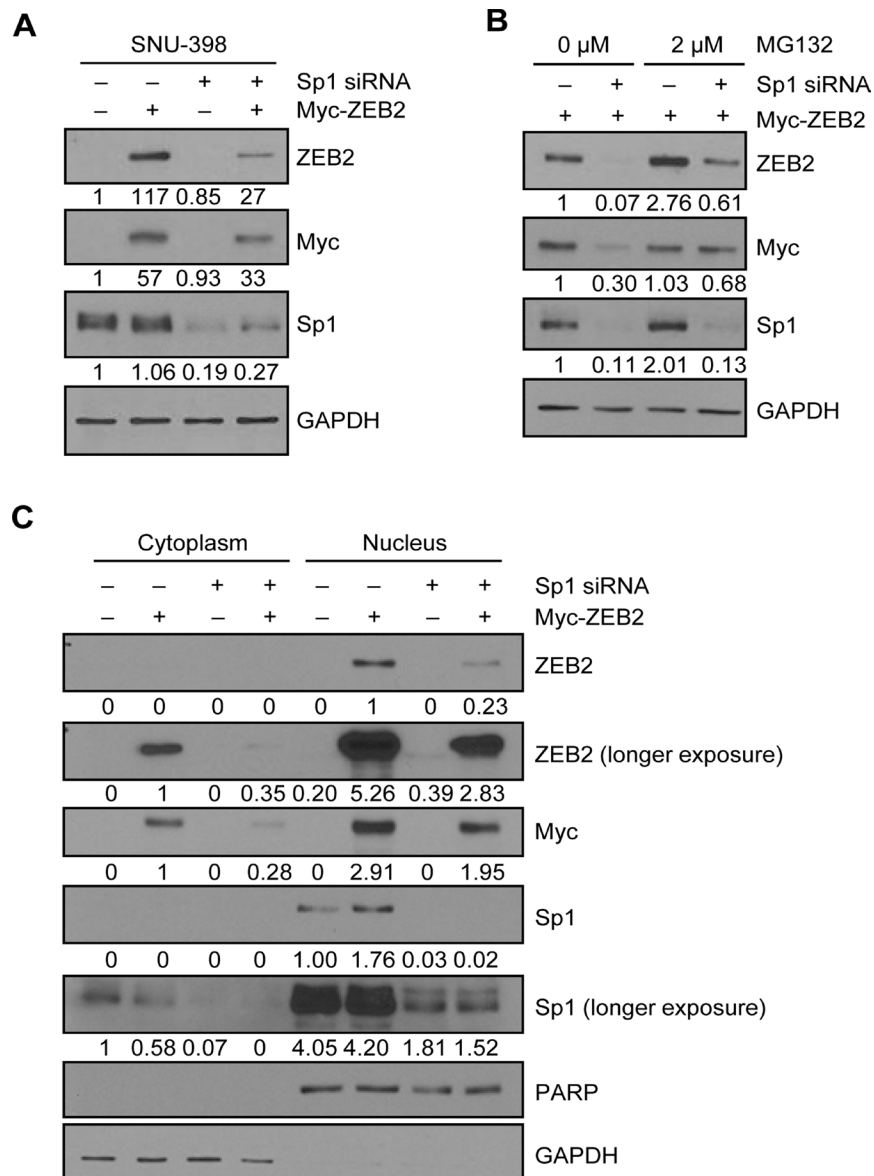 A
SNU-398
– – + + Sp1 siRNA
– + – + Myc-ZEB2
ZEB2
1 117 0.85 27
Myc
1 57 0.93 33
Sp1
1 1.06 0.19 0.27
GAPDH
B
0 µM 2 µM MG132
– + – + Sp1 siRNA
+ + + + Myc-ZEB2
ZEB2
1 0.07 2.76 0.61
Myc
1 0.30 1.03 0.68
Sp1
1 0.11 2.01 0.13
GAPDH
C
Cytoplasm Nucleus
– – + + – – + + Sp1 siRNA
– + – + – + – + Myc-ZEB2
ZEB2
0 0 0 0 0 1 0 0.23
ZEB2 (longer exposure)
0 1 0 0.35 0.20 5.26 0.39 2.83
Myc
0 1 0 0.28 0 2.91 0 1.95
Sp1
0 0 0 0 1.00 1.76 0.03 0.02
Sp1 (longer exposure)
1 0.58 0.07 0 4.05 4.20 1.81 1.52
PARP
GAPDH